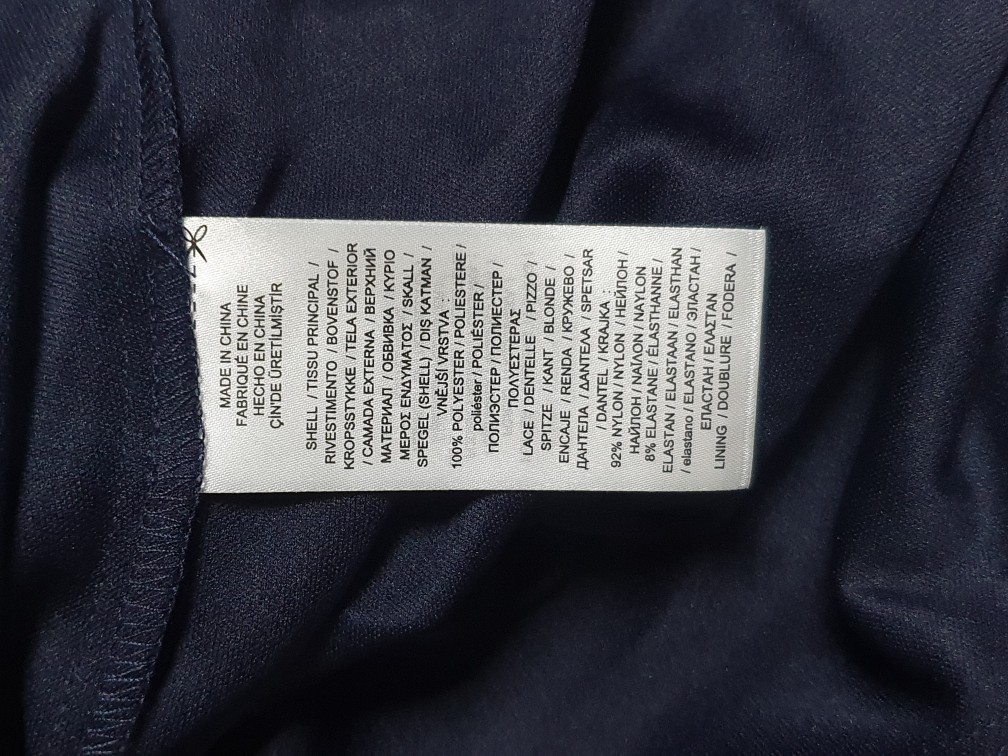 MADE IN CHINA
FABRIQUÉ EN CHINE
HECHO EN CHINA
ÇİN'DE ÜRETİLMİŞTİR
SHELL / TISSU PRINCIPAL /
RIVESTIMENTO / BOVENSTOF /
KROPSSTYKKE / TELA EXTERIOR
/ CAMADA EXTERNA / ВЕРХНИЙ
МАТЕРИАЛ / ОБВИВКА / ΚΥΡΙΟ
ΜΕΡΟΣ ΕΝΔΥΜΑΤΟΣ / SKALL /
SPEGEL (SHELL) / DIŞ KATMAN /
VNĚJŠÍ VRSTVA :
100% POLYESTER / POLIESTERE /
poliéster / POLIÉSTER /
ПОЛИЭСТЕР / ПОЛИЕСТЕР /
ΠΟΛΥΕΣΤΕΡΑΣ
LACE / DENTELLE / PIZZO /
SPITZE / KANT / BLONDE /
ENCAJE / RENDA / КРУЖЕВО /
ДАНТЕЛА / ΔΑΝΤΕΛΑ / SPETSAR
/ DANTEL / KRAJKA :
92% NYLON / NYLON / НЕЙЛОН /
НАЙЛОН / ΝΑΪΛΟΝ / NAYLON
8% ELASTANE / ÉLASTHANNE /
ELASTAN / ELASTAAN / ELASTHAN
/ elastano / ELASTANO / ЭЛАСТАН /
ЕЛАСТАН / ΕΛΑΣΤΑΝ
LINING / DOUBLURE / FODERA /